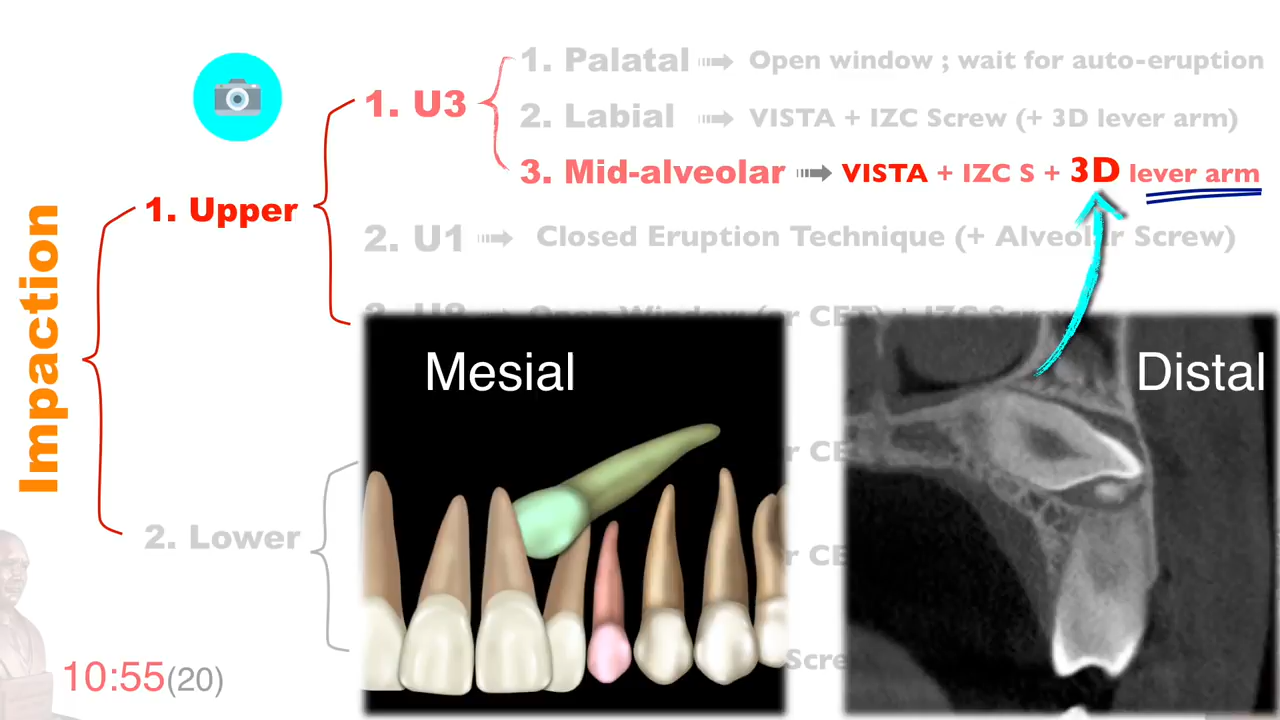 Impaction
1. Upper
1. U3
1. Palatal Open window ; wait for auto-eruption
2. Labial VISTA + IZC Screw (+ 3D lever arm)
3. Mid-alveolar VISTA + IZC S + 3D lever arm
2. U1 Closed Eruption Technique (+ Alveolar Screw)
Mesial
Distal
2. Lower
10:55(20)